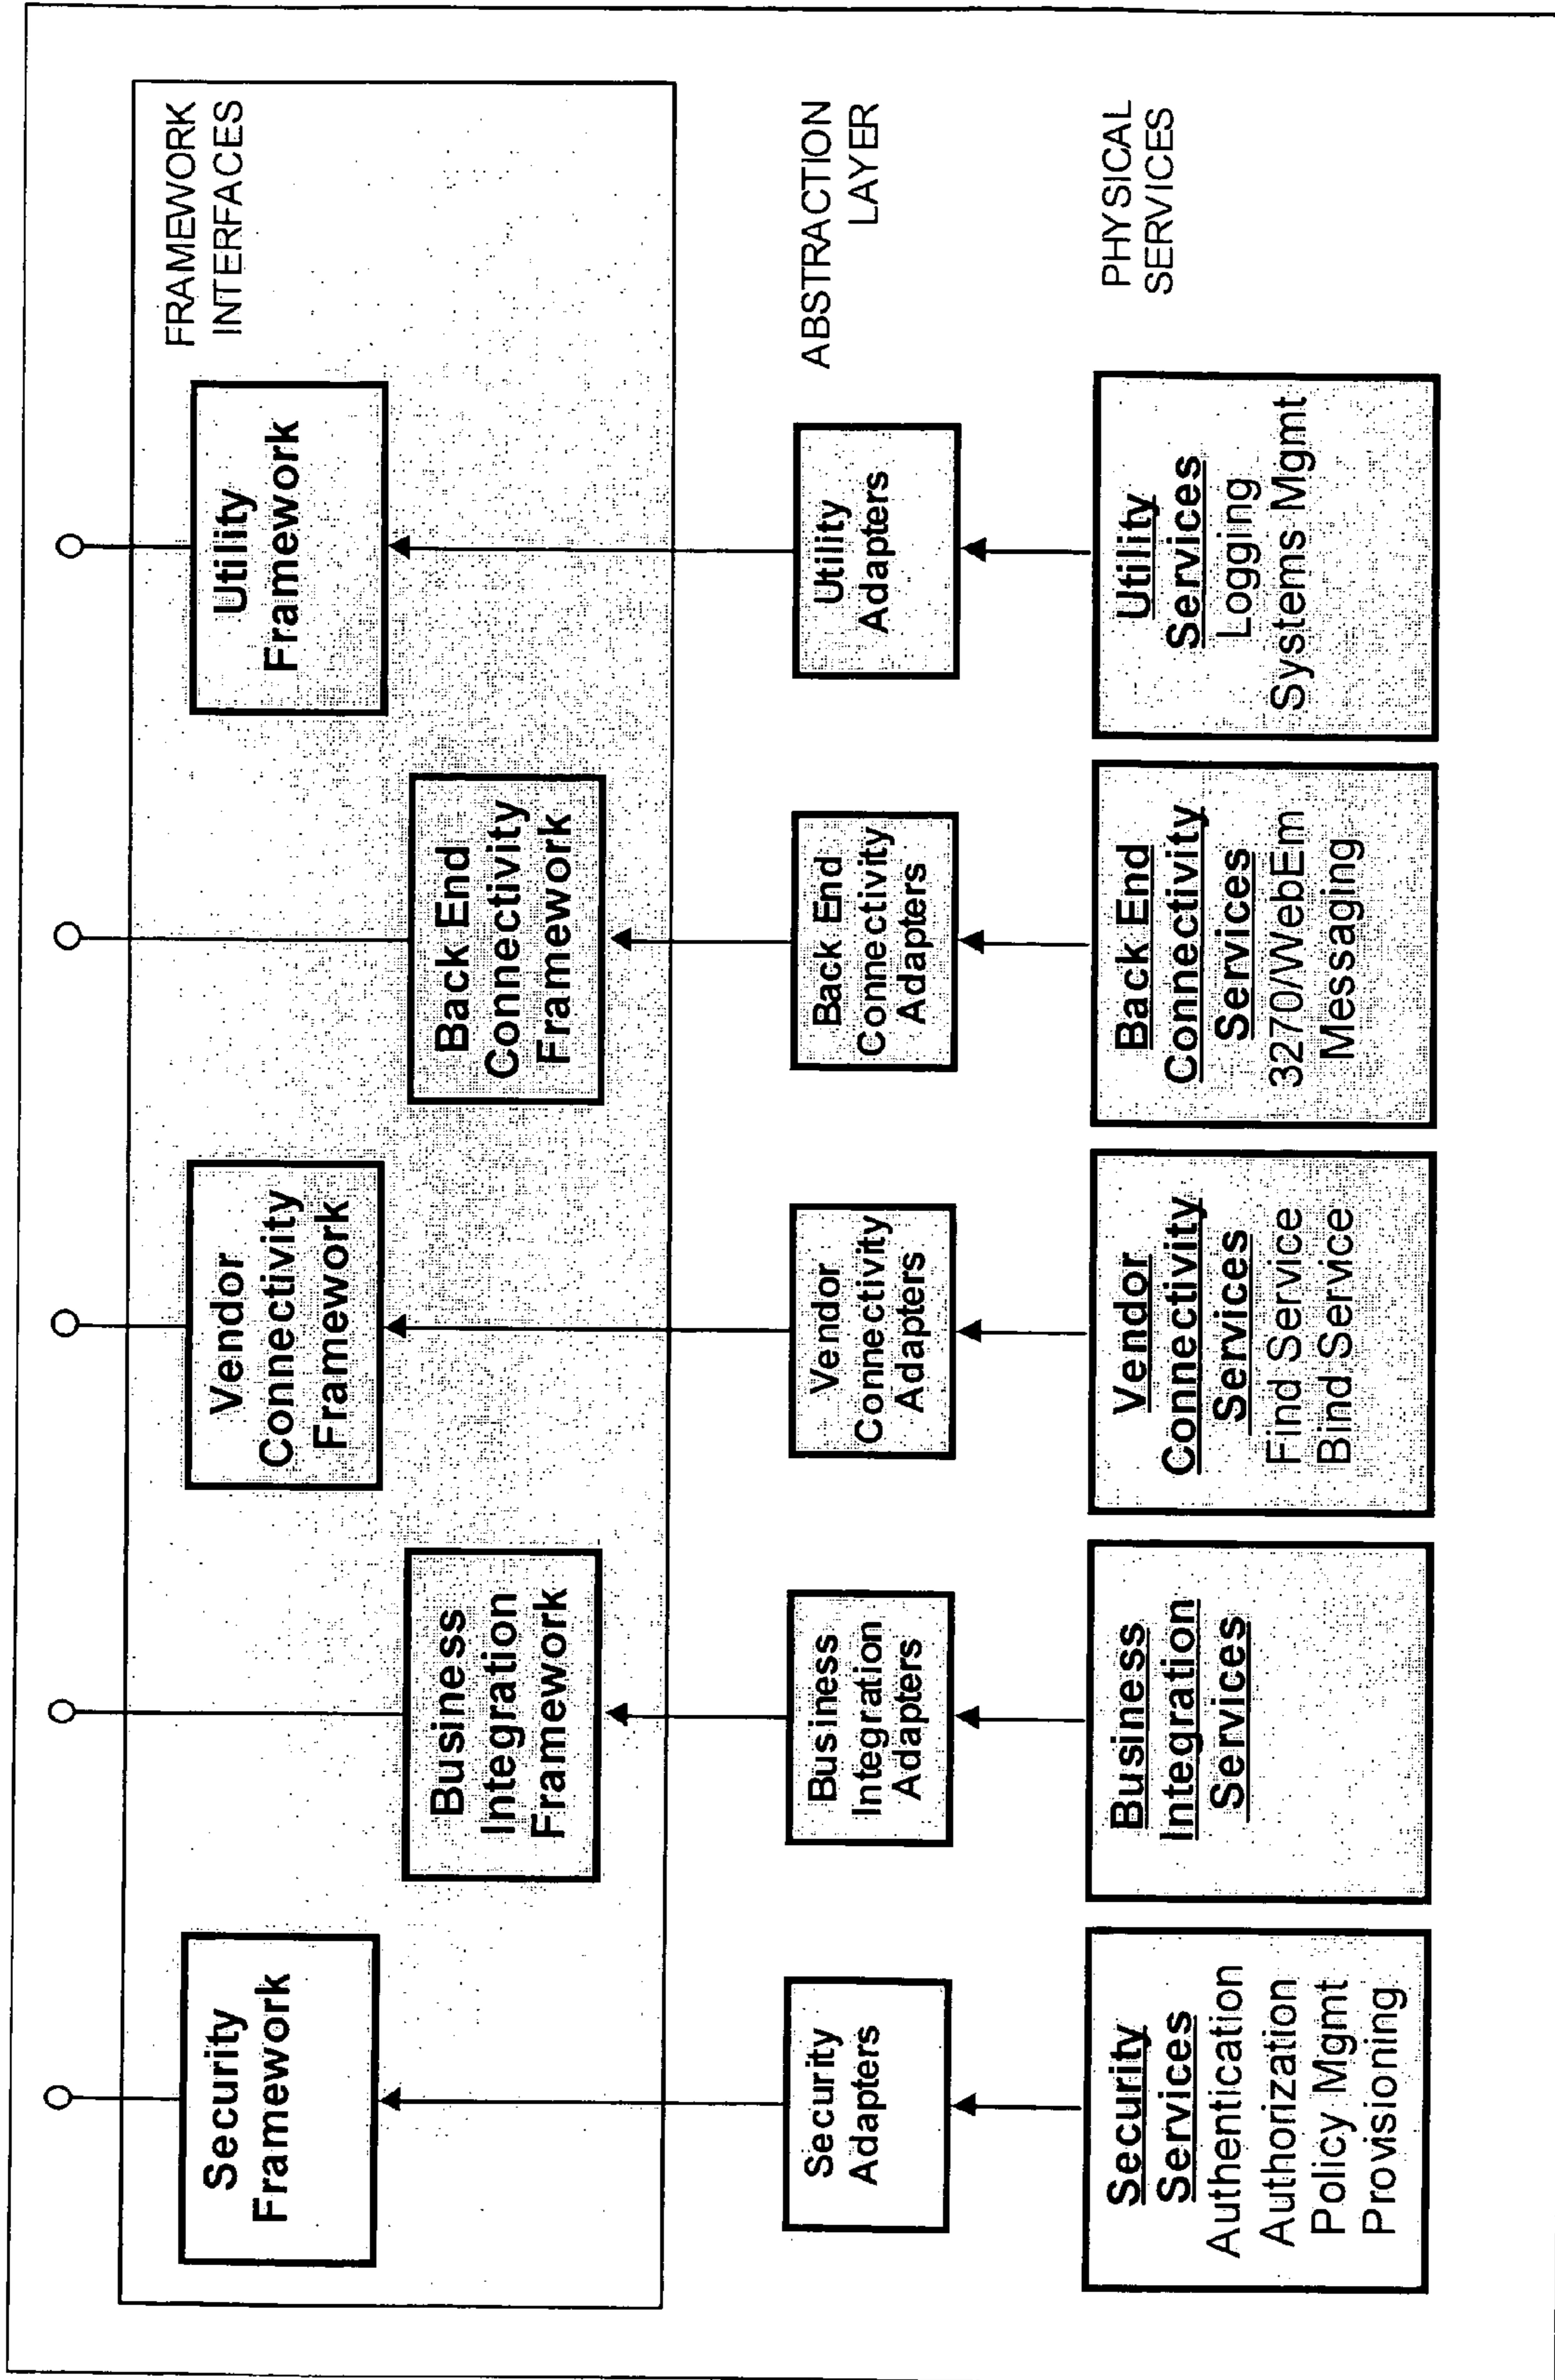 FRAMEWORK
INTERFACES
Security
Framework
Business
Integration
Framework
Vendor
Connectivity
Framework
Back End
Connectivity
Framework
Utility
Framework
ABSTRACTION
LAYER
Security
Adapters
Business
Integration
Adapters
Vendor
Connectivity
Adapters
Back End
Connectivity
Adapters
Utility
Adapters
PHYSICAL
SERVICES
Security
Services
Authentication
Authorization
Policy Mgmt
Provisioning
Business
Integration
Services
Vendor
Connectivity
Services
Find Service
Bind Service
Back End
Connectivity
Services
3270/WebEm
Messaging
Utility
Services
Logging
Systems Mgmt